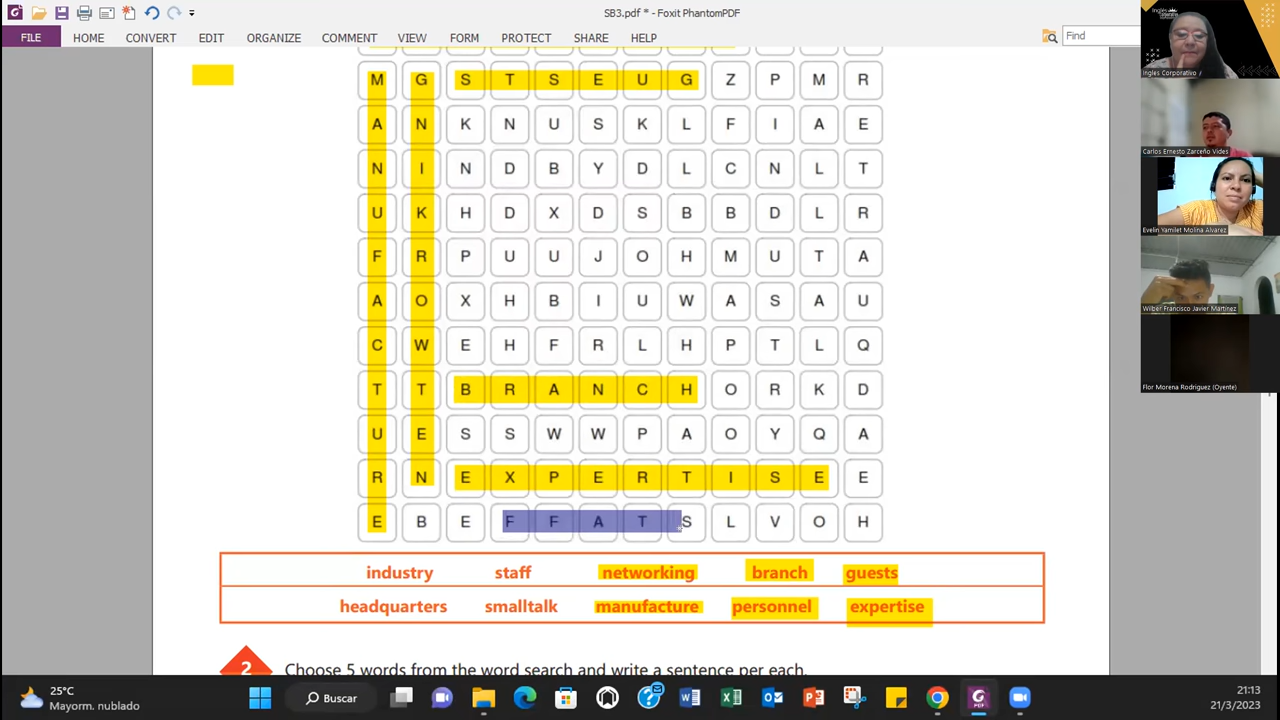 SB3.pdf * - Foxit PhantomPDF
FILE HOME CONVERT EDIT ORGANIZE COMMENT VIEW FORM PROTECT SHARE HELP
Find
M G S T S E U G Z P M R
A N K N U S K L F I A E
N I N D B Y D L C N L T
U K H D X D S B B D L R
F R P U U J O H M U T A
A O X H B I U W A S A U
C W E H F R L H P T L Q
T T B R A N C H O R K D
U E S S W W P A O Y Q A
R N E X P E R T I S E E
E B E F F A T S L V O H
industry staff networking branch guests
headquarters smalltalk manufacture personnel expertise
2 Choose 5 words from the word search and write a sentence per each.
Inglés Corporativo
Carlos Ernesto Zarceño Vides
Evelin Yamilet Molina Alvarez
Wilber Francisco Javier Martínez
Flor Morena Rodriguez (Oyente)
25°C
Mayorm. nublado
Buscar
21:13
21/3/2023